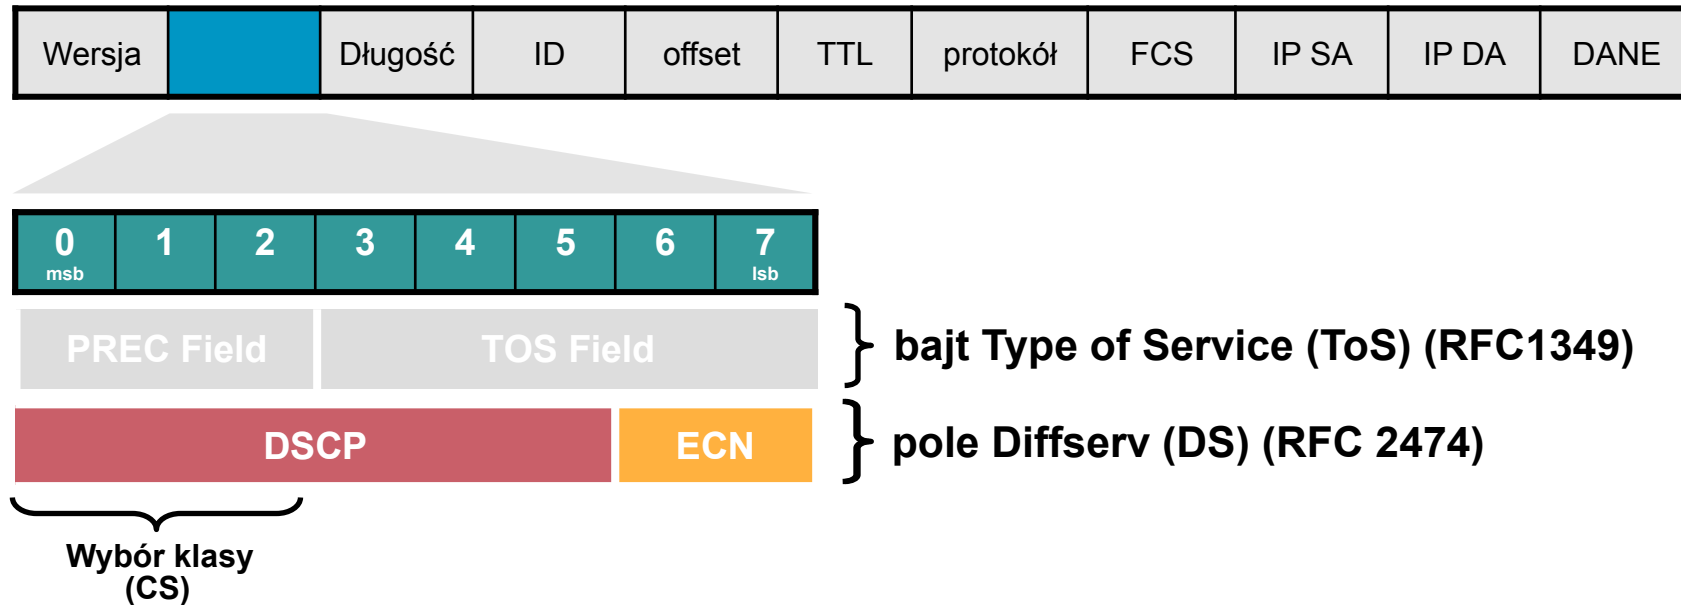 Wersja Długość ID offset TTL protokół FCS IP SA IP DA DANE
0 1 2 3 4 5 6 7
msb lsb
PREC Field TOS Field bajt Type of Service (ToS) (RFC1349)
DSCP ECN pole Diffserv (DS) (RFC 2474)
Wybór klasy
(CS)